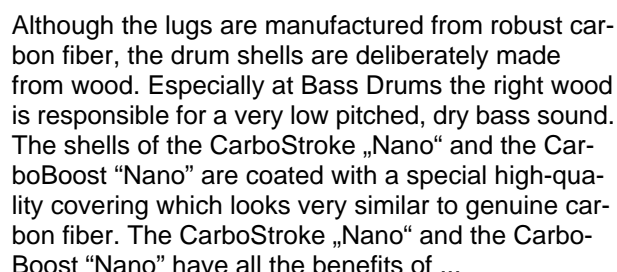 Although the lugs are manufactured from robust car-
bon fiber, the drum shells are deliberately made
from wood. Especially at Bass Drums the right wood
is responsible for a very low pitched, dry bass sound.
The shells of the CarboStroke „Nano“ and the Car-
boBoost “Nano” are coated with a special high-qua-
lity covering which looks very similar to genuine car-
bon fiber. The CarboStroke „Nano“ and the Carbo-
Boost “Nano” have all the benefits of ...